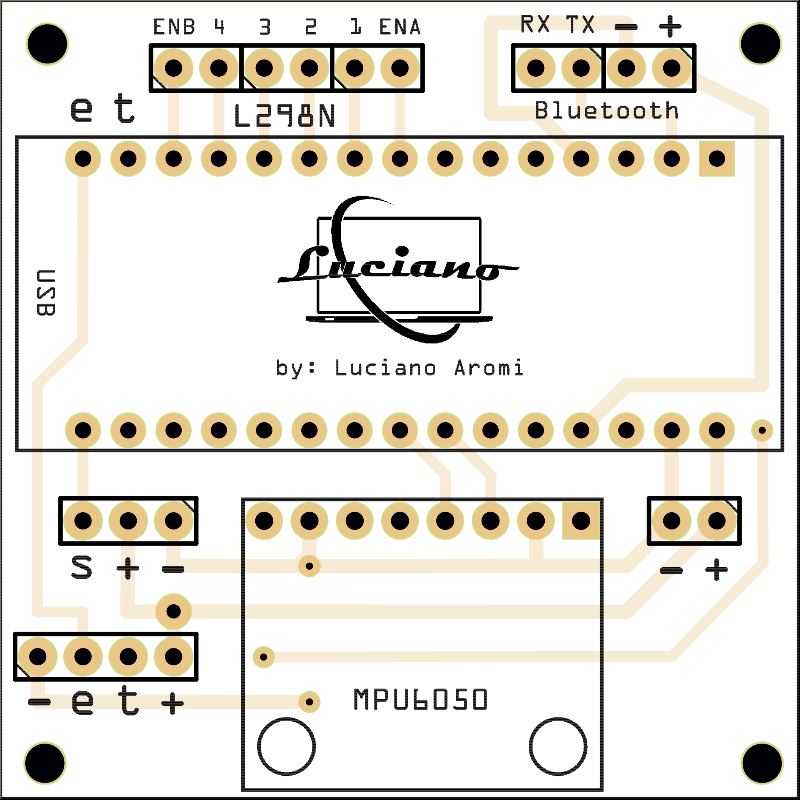 ENB 4 3 2 1 ENA
RX TX - +
e t
L298N
Bluetooth
USB
Luciano
by: Luciano Aromi
S + -
- +
- e t +
MPU6050